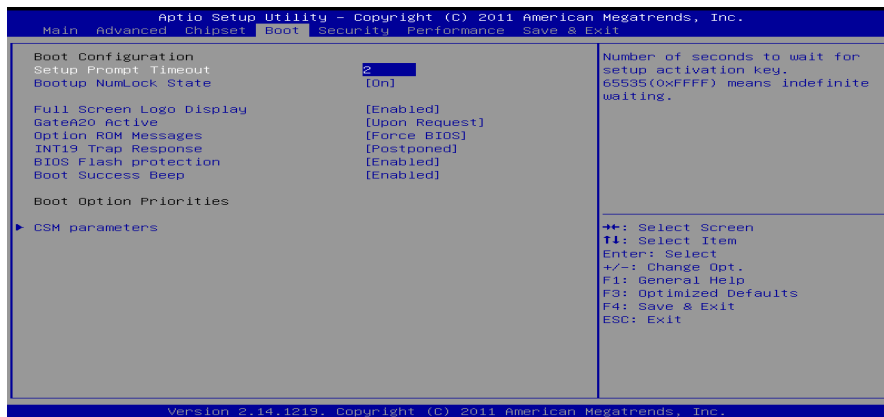 Aptio Setup Utility - Copyright (C) 2011 American Megatrends, Inc.
Main Advanced Chipset Boot Security Performance Save & Exit
Boot Configuration
Setup Prompt Timeout 2
Bootup NumLock State [On]
Full Screen Logo Display [Enabled]
GateA20 Active [Upon Request]
Option ROM Messages [Force BIOS]
INT19 Trap Response [Postponed]
BIOS Flash protection [Enabled]
Boot Success Beep [Enabled]
Boot Option Priorities
▶ CSM parameters
Number of seconds to wait for
setup activation key.
65535(0xFFFF) means indefinite
waiting.
→←: Select Screen
↑↓: Select Item
Enter: Select
+/-: Change Opt.
F1: General Help
F3: Optimized Defaults
F4: Save & Exit
ESC: Exit
Version 2.14.1219. Copyright (C) 2011 American Megatrends, Inc.